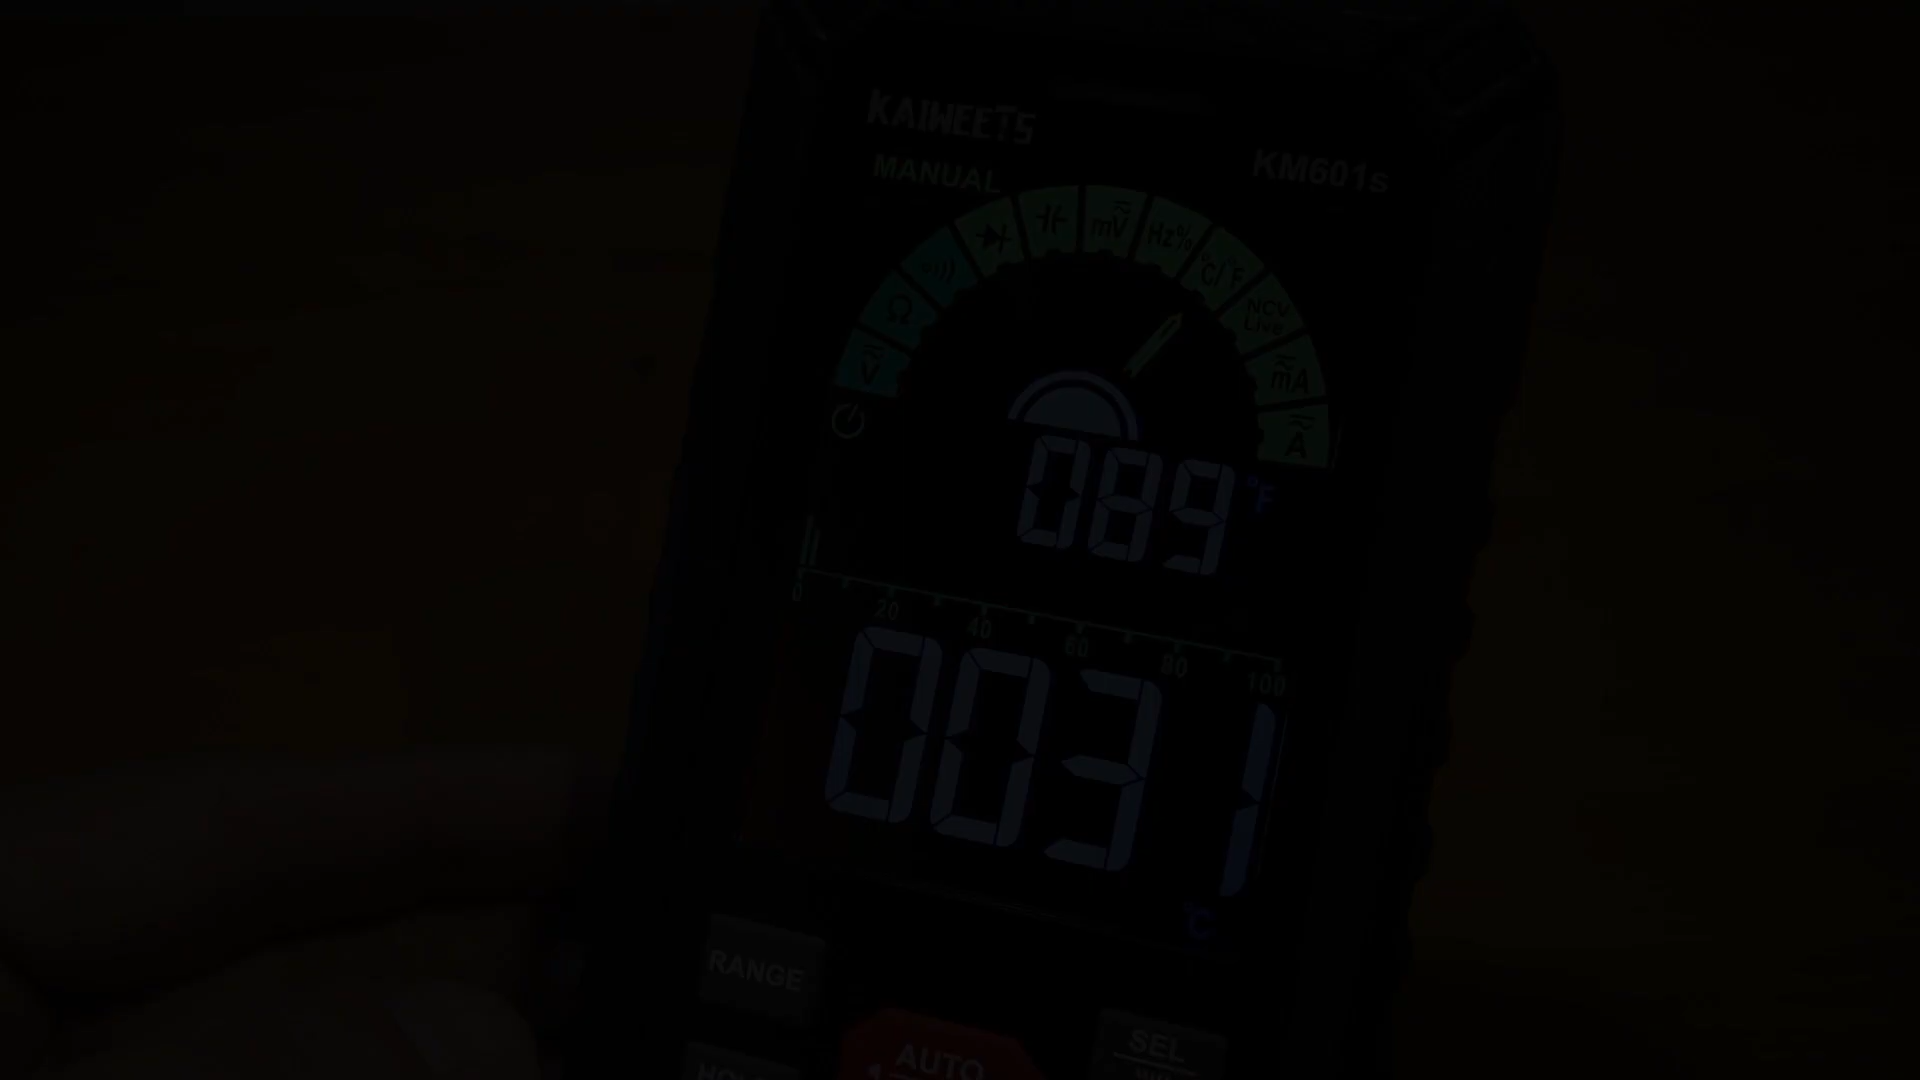 KAIWEETS
MANUAL
KM601s
mV
Hz%
°C/°F
NCV
Live
Ω
V
mA
A
089 °F
0 20 40 60 80 100
0031
°C
RANGE
AUTO
SEL